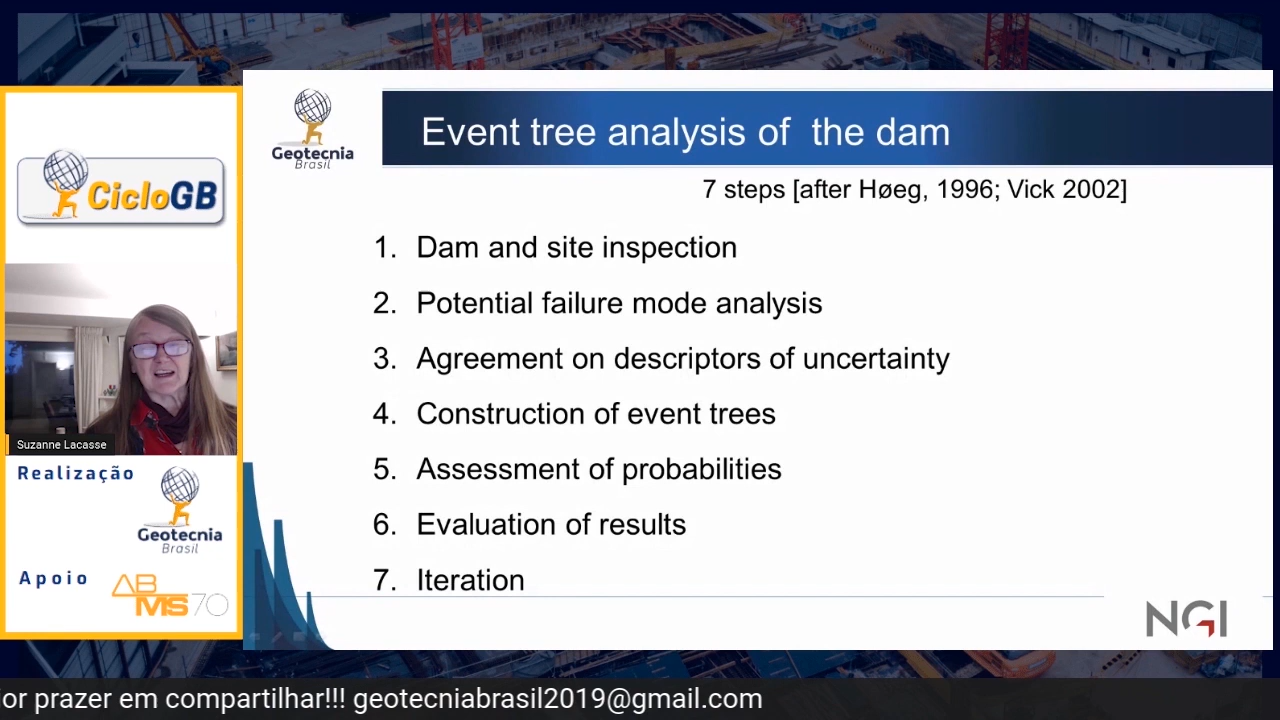 Geotecnia
Brasil
Event tree analysis of  the dam
7 steps [after Høeg, 1996; Vick 2002]
1. Dam and site inspection
2. Potential failure mode analysis
3. Agreement on descriptors of uncertainty
4. Construction of event trees
5. Assessment of probabilities
6. Evaluation of results
7. Iteration
NGI
CicloGB
Suzanne Lacasse
Realização
Geotecnia
Brasil
Apoio
ABMS70
or prazer em compartilhar!!! geotecniabrasil2019@gmail.com